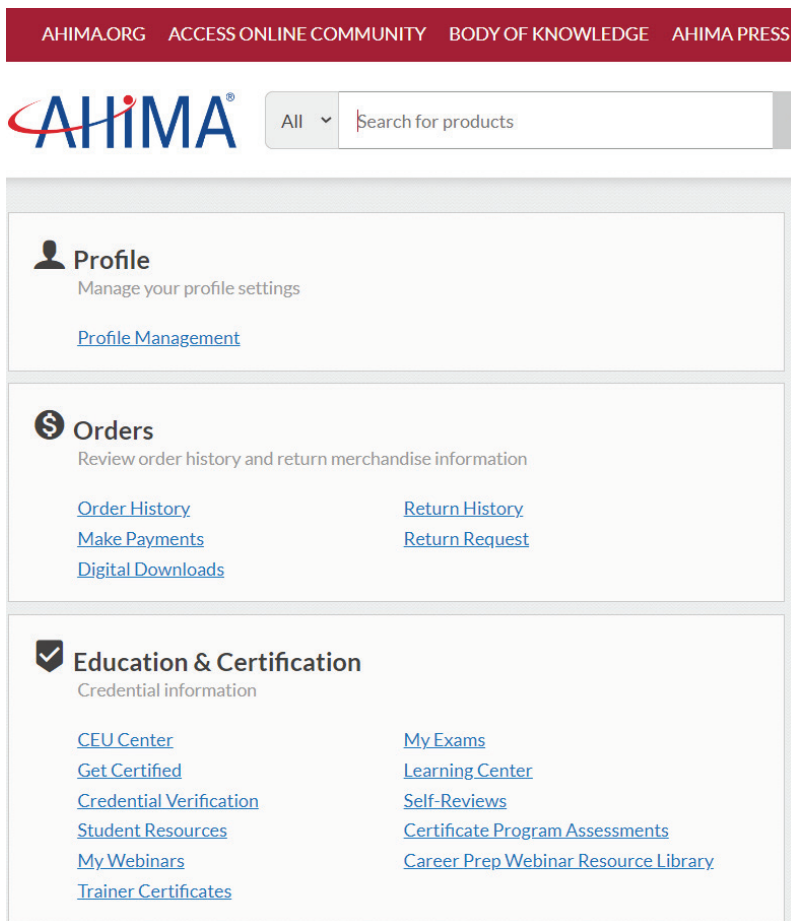 AHIMA.ORG ACCESS ONLINE COMMUNITY BODY OF KNOWLEDGE AHIMA PRESS
AHIMA®
All Search for products
Profile
Manage your profile settings
Profile Management
Orders
Review order history and return merchandise information
Order History Return History
Make Payments Return Request
Digital Downloads
Education & Certification
Credential information
CEU Center My Exams
Get Certified Learning Center
Credential Verification Self-Reviews
Student Resources Certificate Program Assessments
My Webinars Career Prep Webinar Resource Library
Trainer Certificates